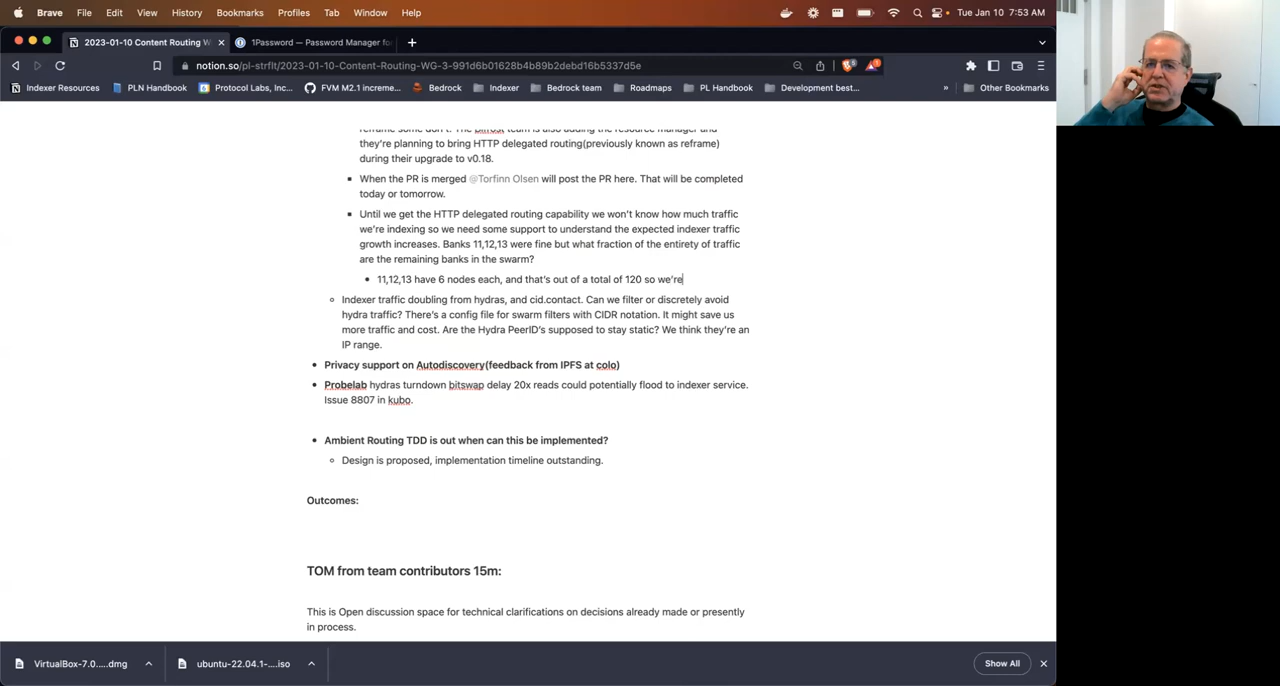 Brave File Edit View History Bookmarks Profiles Tab Window Help Tue Jan 10 7:53 AM
2023-01-10 Content Routing W 1Password — Password Manager fo
notion.so/pl-strflt/2023-01-10-Content-Routing-WG-3-991d6b01628b4b89b2debd16b5337d5e
Indexer Resources PLN Handbook Protocol Labs, Inc... FVM M2.1 increme... Bedrock Indexer Bedrock team Roadmaps PL Handbook Development best... » Other Bookmarks
reframe some don't. The pinfost team is also adding the resource manager and
they're planning to bring HTTP delegated routing(previously known as reframe)
during their upgrade to v0.18.
When the PR is merged @Torfinn Olsen will post the PR here. That will be completed
today or tomorrow.
Until we get the HTTP delegated routing capability we won't know how much traffic
we're indexing so we need some support to understand the expected indexer traffic
growth increases. Banks 11,12,13 were fine but what fraction of the entirety of traffic
are the remaining banks in the swarm?
11,12,13 have 6 nodes each, and that's out of a total of 120 so we're
Indexer traffic doubling from hydras, and cid.contact. Can we filter or discretely avoid
hydra traffic? There's a config file for swarm filters with CIDR notation. It might save us
more traffic and cost. Are the Hydra PeerID's supposed to stay static? We think they're an
IP range.
Privacy support on Autodiscovery(feedback from IPFS at colo)
Probelab hydras turndown bitswap delay 20x reads could potentially flood to indexer service.
Issue 8807 in kubo.
Ambient Routing TDD is out when can this be implemented?
Design is proposed, implementation timeline outstanding.
Outcomes:
TOM from team contributors 15m:
This is Open discussion space for technical clarifications on decisions already made or presently
in process.
VirtualBox-7.0.....dmg ubuntu-22.04.1-....iso Show All